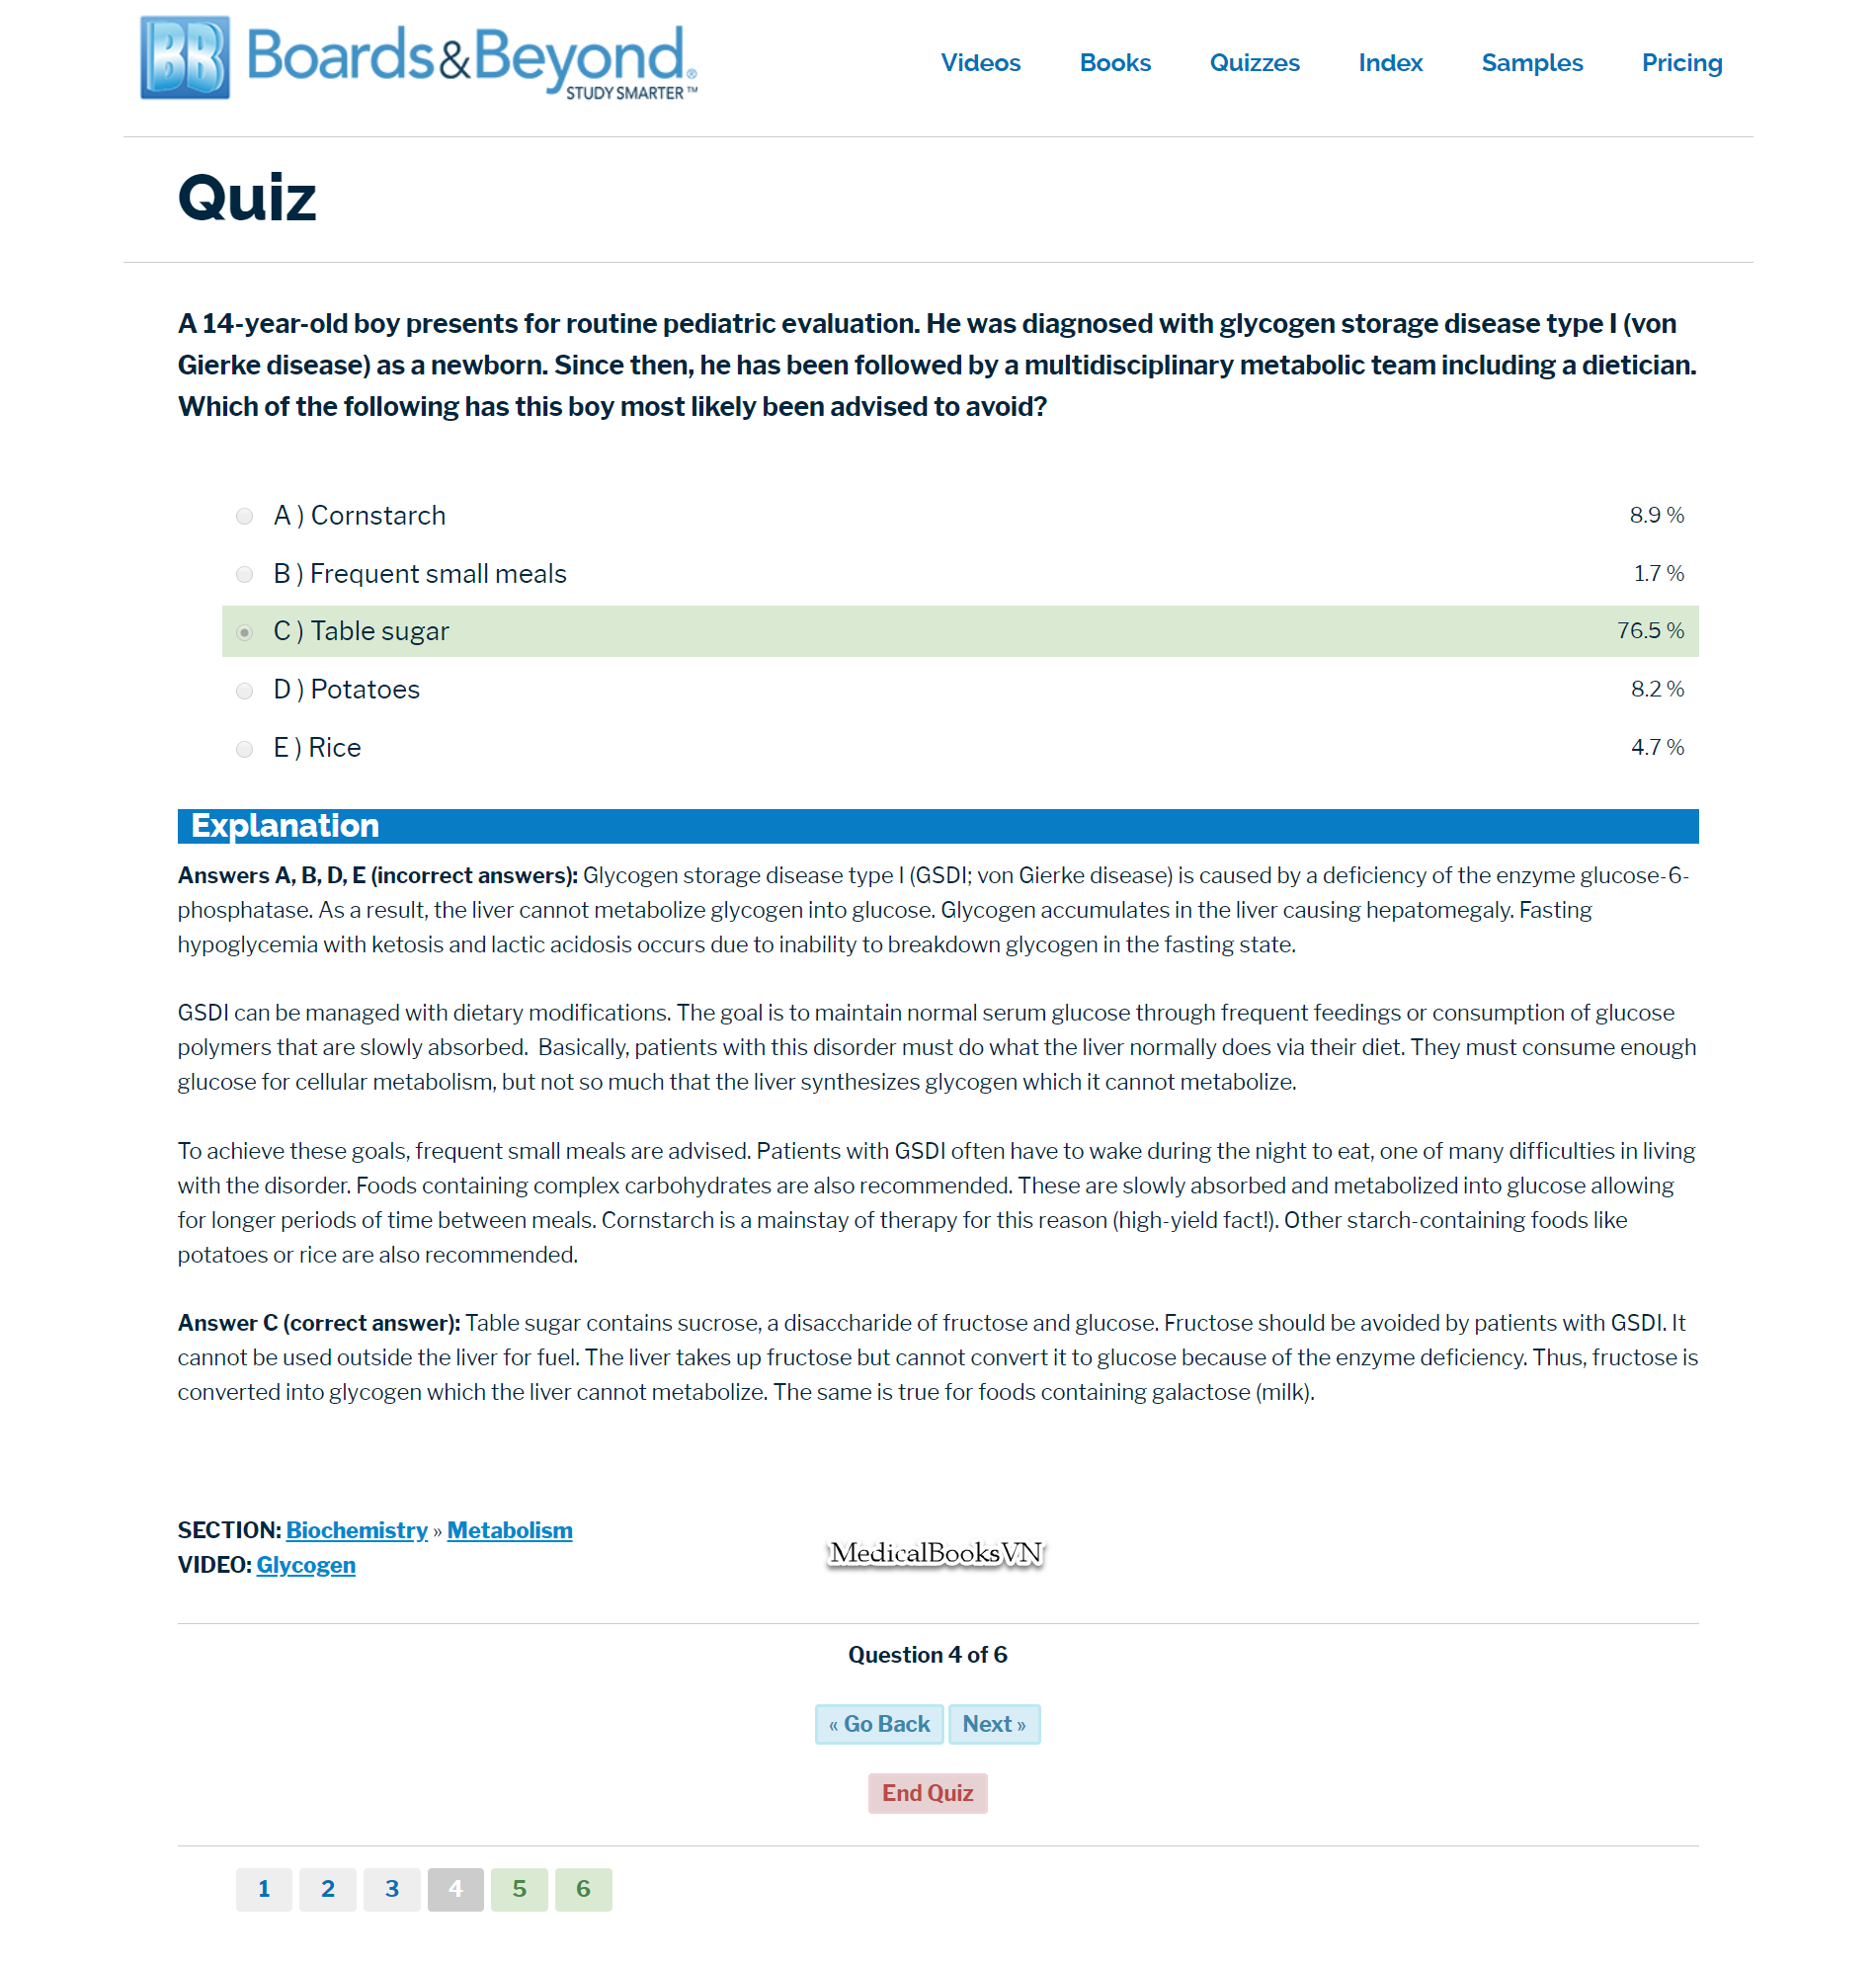 BB Boards&Beyond®
STUDY SMARTER™
Videos Books Quizzes Index Samples Pricing
Quiz
A 14-year-old boy presents for routine pediatric evaluation. He was diagnosed with glycogen storage disease type I (von
Gierke disease) as a newborn. Since then, he has been followed by a multidisciplinary metabolic team including a dietician.
Which of the following has this boy most likely been advised to avoid?
A ) Cornstarch 8.9 %
B ) Frequent small meals 1.7 %
C ) Table sugar 76.5 %
D ) Potatoes 8.2 %
E ) Rice 4.7 %
Explanation
Answers A, B, D, E (incorrect answers): Glycogen storage disease type I (GSDI; von Gierke disease) is caused by a deficiency of the enzyme glucose-6-
phosphatase. As a result, the liver cannot metabolize glycogen into glucose. Glycogen accumulates in the liver causing hepatomegaly. Fasting
hypoglycemia with ketosis and lactic acidosis occurs due to inability to breakdown glycogen in the fasting state.
GSDI can be managed with dietary modifications. The goal is to maintain normal serum glucose through frequent feedings or consumption of glucose
polymers that are slowly absorbed.  Basically, patients with this disorder must do what the liver normally does via their diet. They must consume enough
glucose for cellular metabolism, but not so much that the liver synthesizes glycogen which it cannot metabolize.
To achieve these goals, frequent small meals are advised. Patients with GSDI often have to wake during the night to eat, one of many difficulties in living
with the disorder. Foods containing complex carbohydrates are also recommended. These are slowly absorbed and metabolized into glucose allowing
for longer periods of time between meals. Cornstarch is a mainstay of therapy for this reason (high-yield fact!). Other starch-containing foods like
potatoes or rice are also recommended.
Answer C (correct answer): Table sugar contains sucrose, a disaccharide of fructose and glucose. Fructose should be avoided by patients with GSDI. It
cannot be used outside the liver for fuel. The liver takes up fructose but cannot convert it to glucose because of the enzyme deficiency. Thus, fructose is
converted into glycogen which the liver cannot metabolize. The same is true for foods containing galactose (milk).
SECTION: Biochemistry » Metabolism
VIDEO: Glycogen
MedicalBooksVN
Question 4 of 6
« Go Back Next »
End Quiz
1 2 3 4 5 6